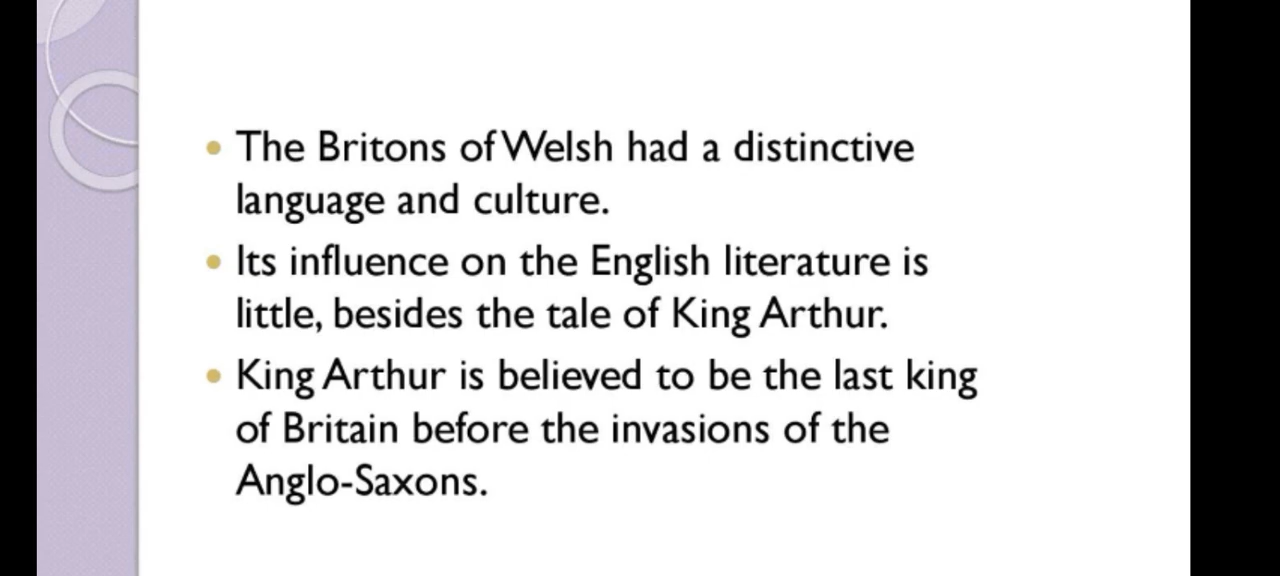 The Britons of Welsh had a distinctive
language and culture.
Its influence on the English literature is
little, besides the tale of King Arthur.
King Arthur is believed to be the last king
of Britain before the invasions of the
Anglo-Saxons.